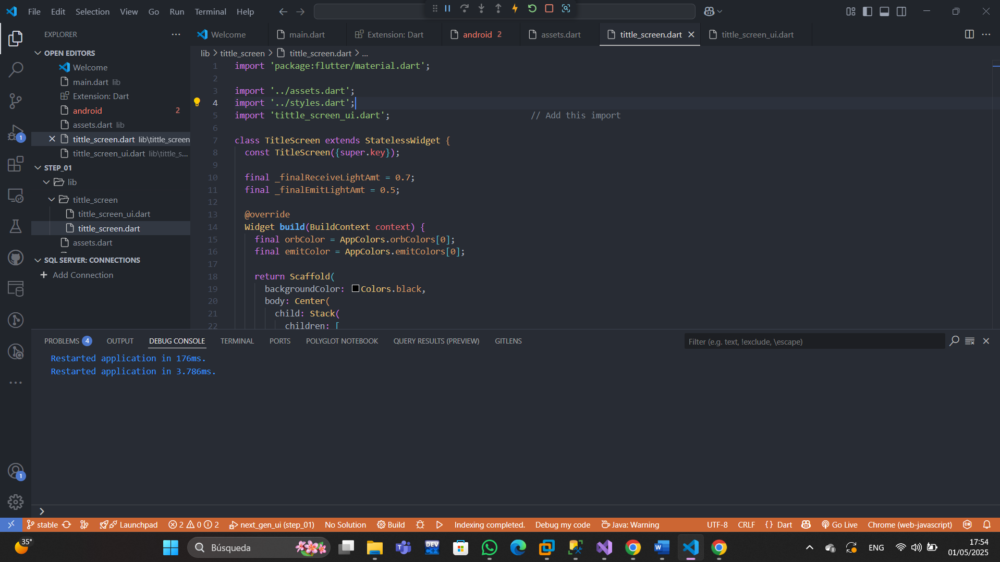 File Edit Selection View Go Run Terminal Help
EXPLORER
OPEN EDITORS
Welcome
main.dart lib
Extension: Dart
android 2
assets.dart lib
tittle_screen.dart lib\tittle_screen
tittle_screen_ui.dart lib\tittle_s...
STEP_01
lib
tittle_screen
tittle_screen_ui.dart
tittle_screen.dart
assets.dart
SQL SERVER: CONNECTIONS
Add Connection
1
1
Welcome main.dart Extension: Dart android 2 assets.dart tittle_screen.dart tittle_screen_ui.dart
lib > tittle_screen > tittle_screen.dart > ...
1 import 'package:flutter/material.dart';
2
3 import '../assets.dart';
4 import '../styles.dart';
5 import 'tittle_screen_ui.dart'; // Add this import
6
7 class TitleScreen extends StatelessWidget {
8 const TitleScreen({super.key});
9
10 final _finalReceiveLightAmt = 0.7;
11 final _finalEmitLightAmt = 0.5;
12
13 @override
14 Widget build(BuildContext context) {
15 final orbColor = AppColors.orbColors[0];
16 final emitColor = AppColors.emitColors[0];
17
18 return Scaffold(
19 backgroundColor: Colors.black,
20 body: Center(
21 child: Stack(
22 children: [
PROBLEMS 4 OUTPUT DEBUG CONSOLE TERMINAL PORTS POLYGLOT NOTEBOOK QUERY RESULTS (PREVIEW) GITLENS Filter (e.g. text, !exclude, \escape)
Restarted application in 176ms.
Restarted application in 3.786ms.
stable Launchpad 2 0 2 next_gen_ui (step_01) No Solution Build Indexing completed. Debug my code Java: Warning UTF-8 CRLF {} Dart Go Live Chrome (web-javascript)
35° Búsqueda DEV C++ ENG 17:54
01/05/2025